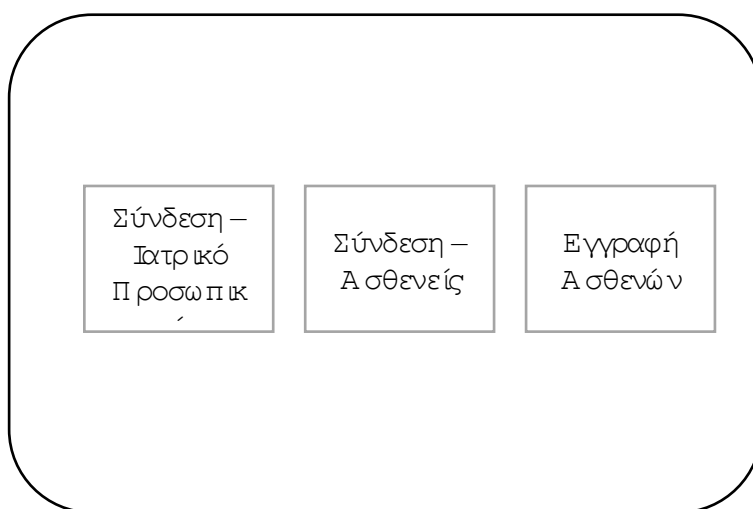 Σύνδεση –
Ιατρικό
Προσωπικ
Σύνδεση –
Ασθενείς
Εγγραφή
Ασθενών